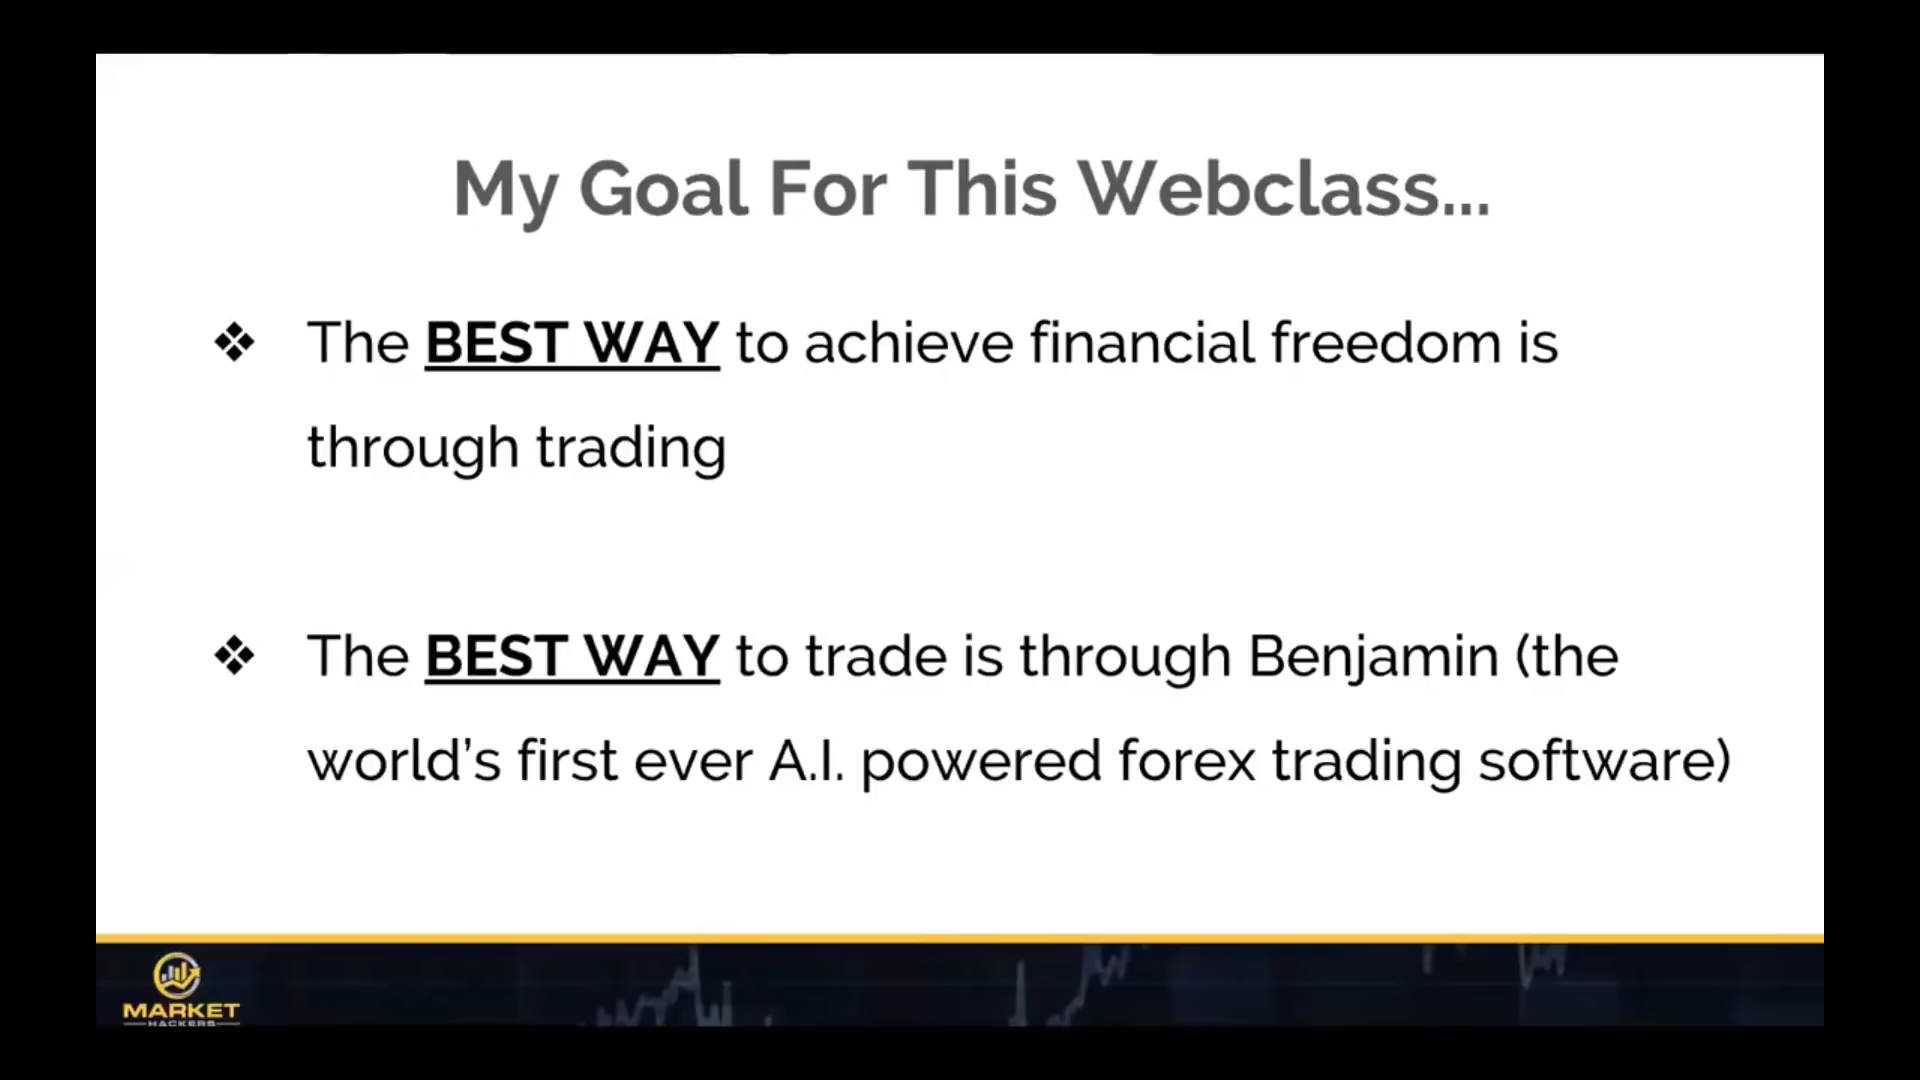 My Goal For This Webclass...
❖ The BEST WAY to achieve financial freedom is
through trading
❖ The BEST WAY to trade is through Benjamin (the
world's first ever A.I. powered forex trading software)
MARKET
HACKERS